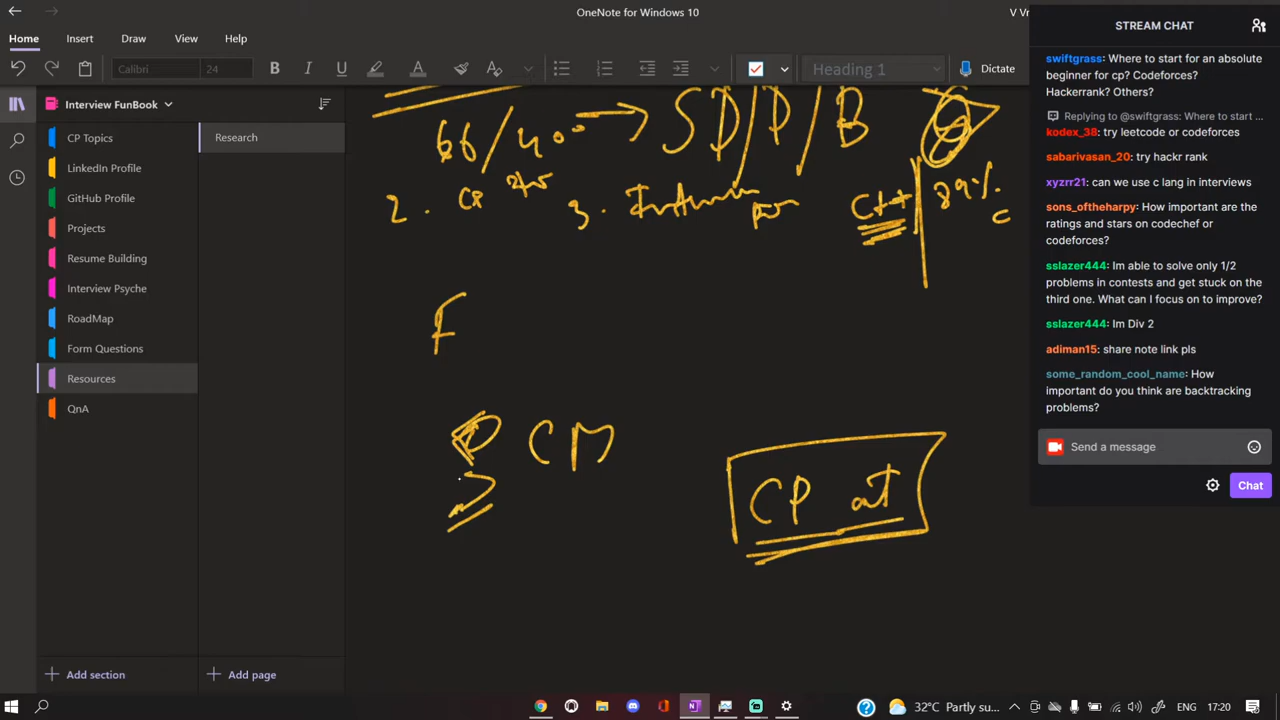 OneNote for Windows 10
V Vr
Home
Insert
Draw
View
Help
Calibri
24
B
I
U
A
Heading 1
Dictate
Interview FunBook
CP Topics
LinkedIn Profile
GitHub Profile
Projects
Resume Building
Interview Psyche
RoadMap
Form Questions
Resources
QnA
Add section
Research
Add page
66/400 → SD/P/B
2.
3.
C++
89%
C
F
CM
CP at
STREAM CHAT
swiftgrass: Where to start for an absolute
beginner for cp? Codeforces?
Hackerrank? Others?
Replying to @swiftgrass: Where to start ...
kodex_38: try leetcode or codeforces
sabarivasan_20: try hackr rank
xyzrr21: can we use c lang in interviews
sons_oftheharpy: How important are the
ratings and stars on codechef or
codeforces?
sslazer444: Im able to solve only 1/2
problems in contests and get stuck on the
third one. What can I focus on to improve?
sslazer444: Im Div 2
adiman15: share note link pls
some_random_cool_name: How
important do you think are backtracking
problems?
Send a message
Chat
32°C Partly su...
ENG
17:20